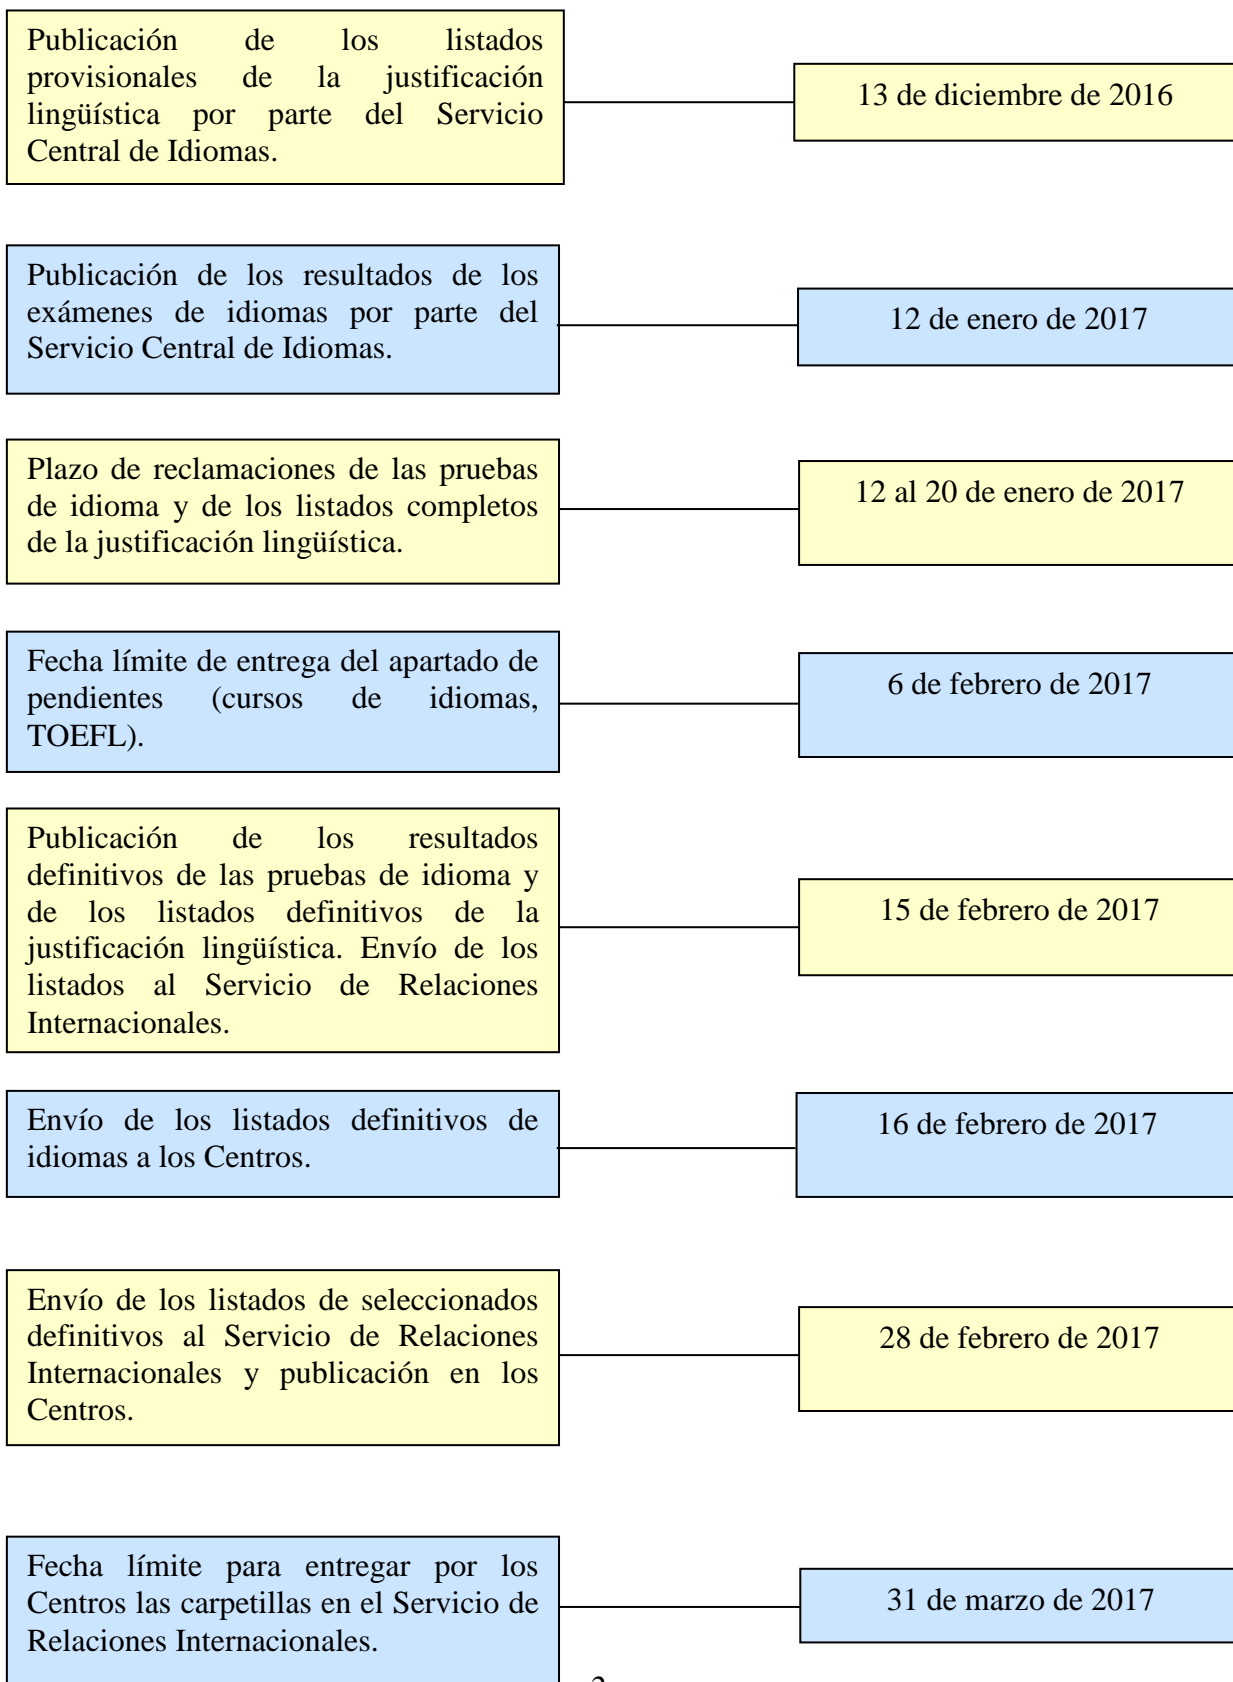 Publicación de los listados
provisionales de la justificación
lingüística por parte del Servicio
Central de Idiomas.
13 de diciembre de 2016
Publicación de los resultados de los
exámenes de idiomas por parte del
Servicio Central de Idiomas.
12 de enero de 2017
Plazo de reclamaciones de las pruebas
de idioma y de los listados completos
de la justificación lingüística.
12 al 20 de enero de 2017
Fecha límite de entrega del apartado de
pendientes (cursos de idiomas,
TOEFL).
6 de febrero de 2017
Publicación de los resultados
definitivos de las pruebas de idioma y
de los listados definitivos de la
justificación lingüística. Envío de los
listados al Servicio de Relaciones
Internacionales.
15 de febrero de 2017
Envío de los listados definitivos de
idiomas a los Centros.
16 de febrero de 2017
Envío de los listados de seleccionados
definitivos al Servicio de Relaciones
Internacionales y publicación en los
Centros.
28 de febrero de 2017
Fecha límite para entregar por los
Centros las carpetillas en el Servicio de
Relaciones Internacionales.
31 de marzo de 2017